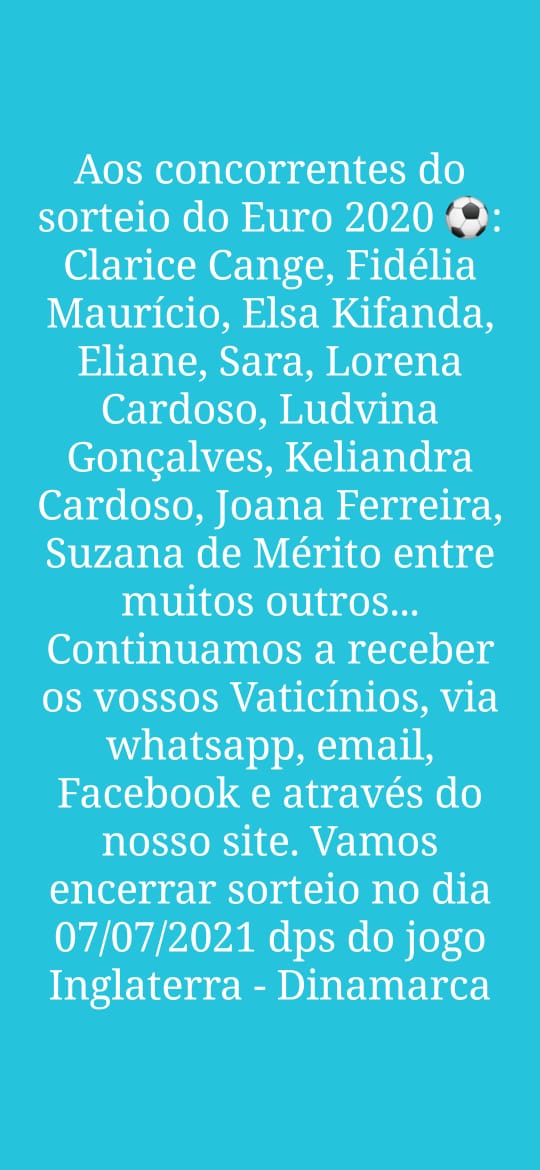 Aos concorrentes do
sorteio do Euro 2020 ⚽:
Clarice Cange, Fidélia
Maurício, Elsa Kifanda,
Eliane, Sara, Lorena
Cardoso, Ludvina
Gonçalves, Keliandra
Cardoso, Joana Ferreira,
Suzana de Mérito entre
muitos outros...
Continuamos a receber
os vossos Vaticínios, via
whatsapp, email,
Facebook e através do
nosso site. Vamos
encerrar sorteio no dia
07/07/2021 dps do jogo
Inglaterra - Dinamarca